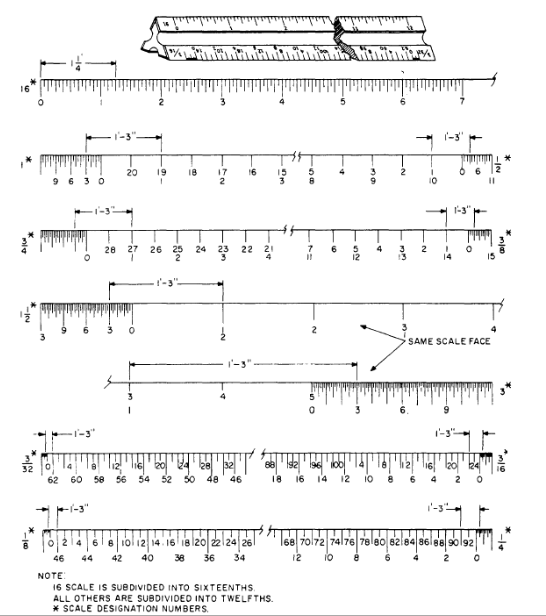 1 1/4"
16*
0 1 2 3 4 5 6 7
1'-3" 1'-3"
1* 20 19 18 17 16 15 5 4 3 2 1 0 6 1/2*
9 6 3 0 1 2 3 8 9 10 11
1'-3" 1'-3"
3/4* 28 27 26 25 24 23 22 21 7 6 5 4 3 2 1 0 3/8*
0 1 2 3 4 11 12 13 14 15
1'-3"
1 1/2*
3 9 6 3 0 2 2 3 4
SAME SCALE FACE
1'-3"
3*
3 4 5
1 0 3 6 9
1'-3" 1'-3"
3/32* 0 4 8 12 16 20 24 28 32 88 92 96 100 4 8 12 16 20 24 3/16*
62 60 58 56 54 52 50 48 46 18 16 14 12 10 8 6 4 2 0
1'-3" 1'-3"
1/8* 0 2 4 6 8 10 12 14 16 18 20 22 24 26 68 70 72 74 76 78 80 82 84 86 88 90 92 1/4*
46 44 42 40 38 36 34 12 10 8 6 4 2 0
NOTE:
16 SCALE IS SUBDIVIDED INTO SIXTEENTHS.
ALL OTHERS ARE SUBDIVIDED INTO TWELFTHS.
* SCALE DESIGNATION NUMBERS.